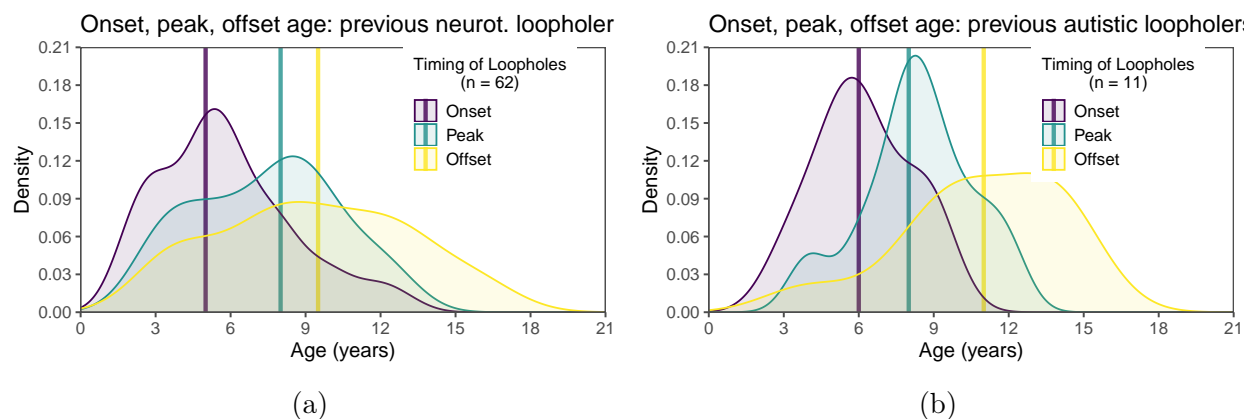 Onset, peak, offset age: previous neurot. loopholer
Density
0.21
0.18
0.15
0.12
0.09
0.06
0.03
0.00
Timing of Loopholes
(n = 62)
Onset
Peak
Offset
0 3 6 9 12 15 18 21
Age (years)
(a)
Onset, peak, offset age: previous autistic loopholers
Density
0.21
0.18
0.15
0.12
0.09
0.06
0.03
0.00
Timing of Loopholes
(n = 11)
Onset
Peak
Offset
0 3 6 9 12 15 18 21
Age (years)
(b)